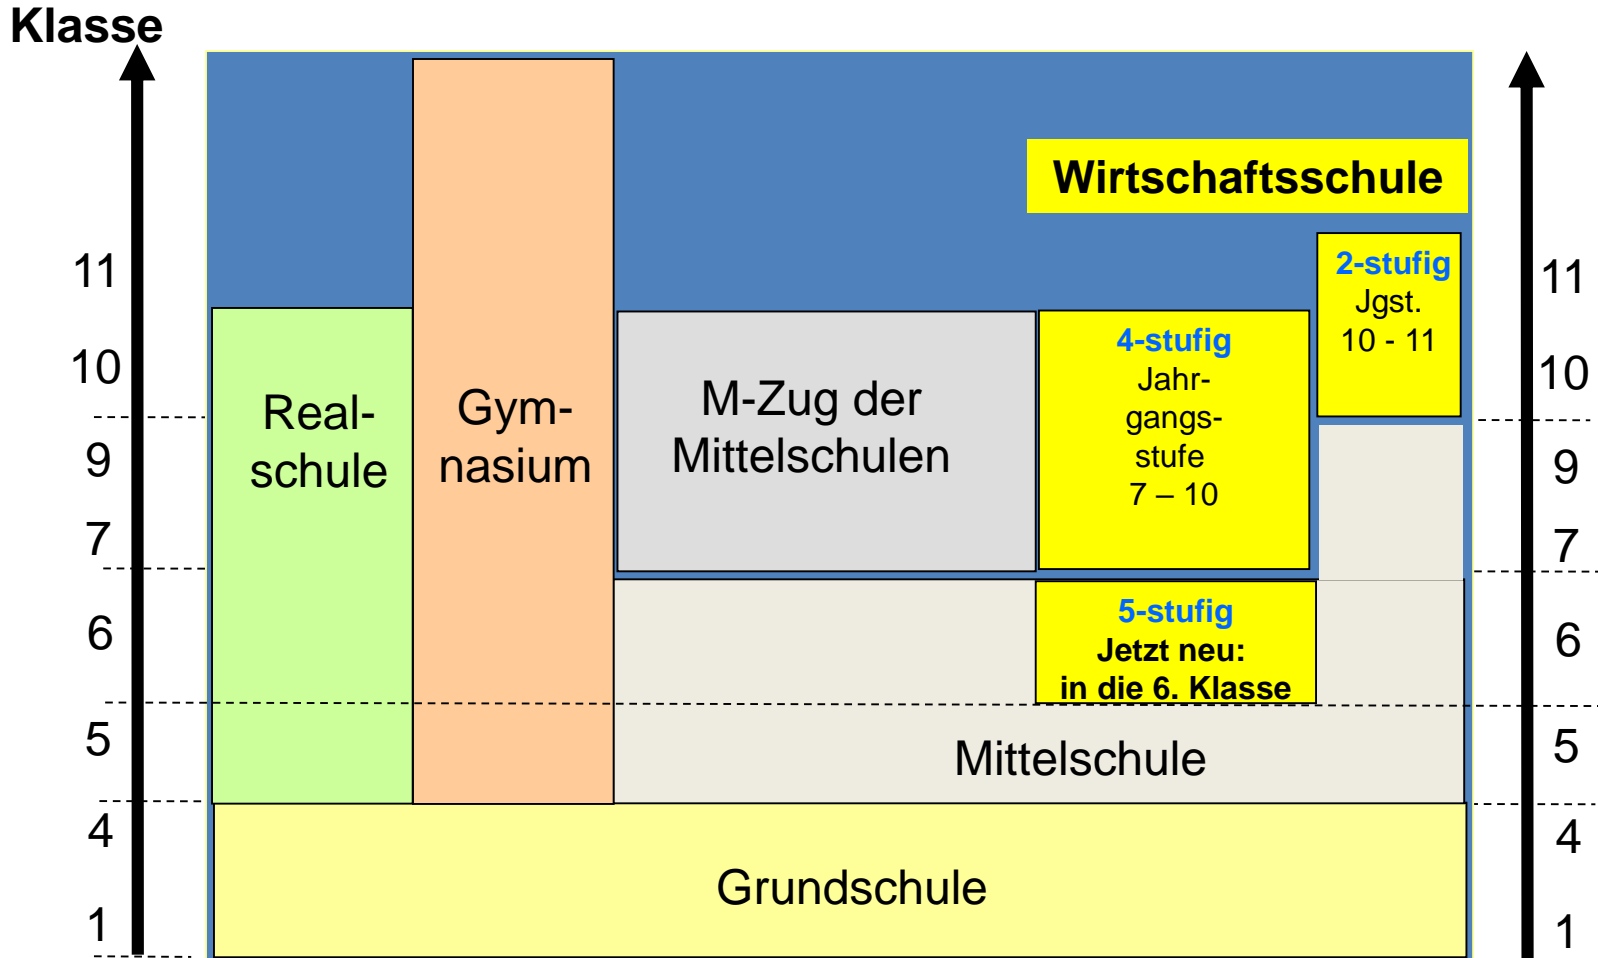 Klasse
Wirtschaftsschule
11
10
9
7
6
5
4
1
Real-
schule
Gym-
nasium
M-Zug der
Mittelschulen
4-stufig
Jahr-
gangs-
stufe
7 – 10
2-stufig
Jgst.
10 - 11
5-stufig
Jetzt neu:
in die 6. Klasse
Mittelschule
Grundschule
11
10
9
7
6
5
4
1